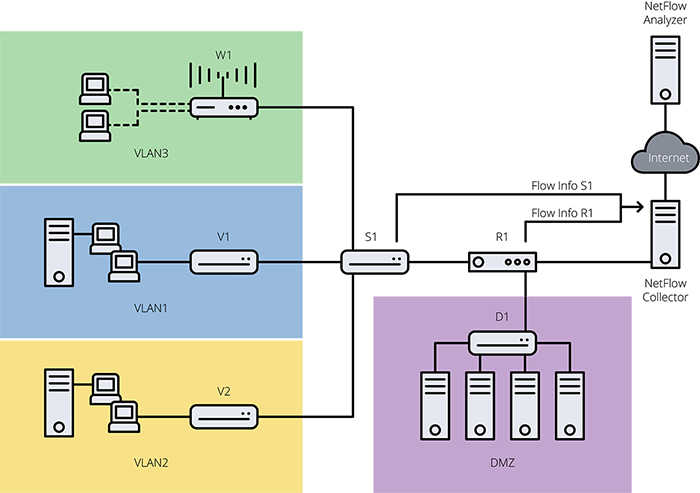 NetFlow
Analyzer
W1
VLAN3
Internet
Flow Info S1
Flow Info R1
V1
S1
R1
VLAN1
NetFlow
Collector
D1
V2
VLAN2
DMZ